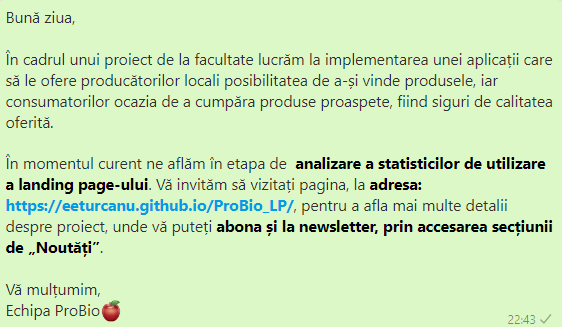 Bună ziua,
În cadrul unui proiect de la facultate lucrăm la implementarea unei aplicații care
să le ofere producătorilor locali posibilitatea de a-și vinde produsele, iar
consumatorilor ocazia de a cumpăra produse proaspete, fiind siguri de calitatea
oferită.
În momentul curent ne aflăm în etapa de  analizare a statisticilor de utilizare
a landing page-ului. Vă invităm să vizitați pagina, la adresa:
https://eeturcanu.github.io/ProBio_LP/, pentru a afla mai multe detalii
despre proiect, unde vă puteți abona și la newsletter, prin accesarea secțiunii
de „Noutăți”.
Vă mulțumim,
Echipa ProBio🍎
22:43 ✓